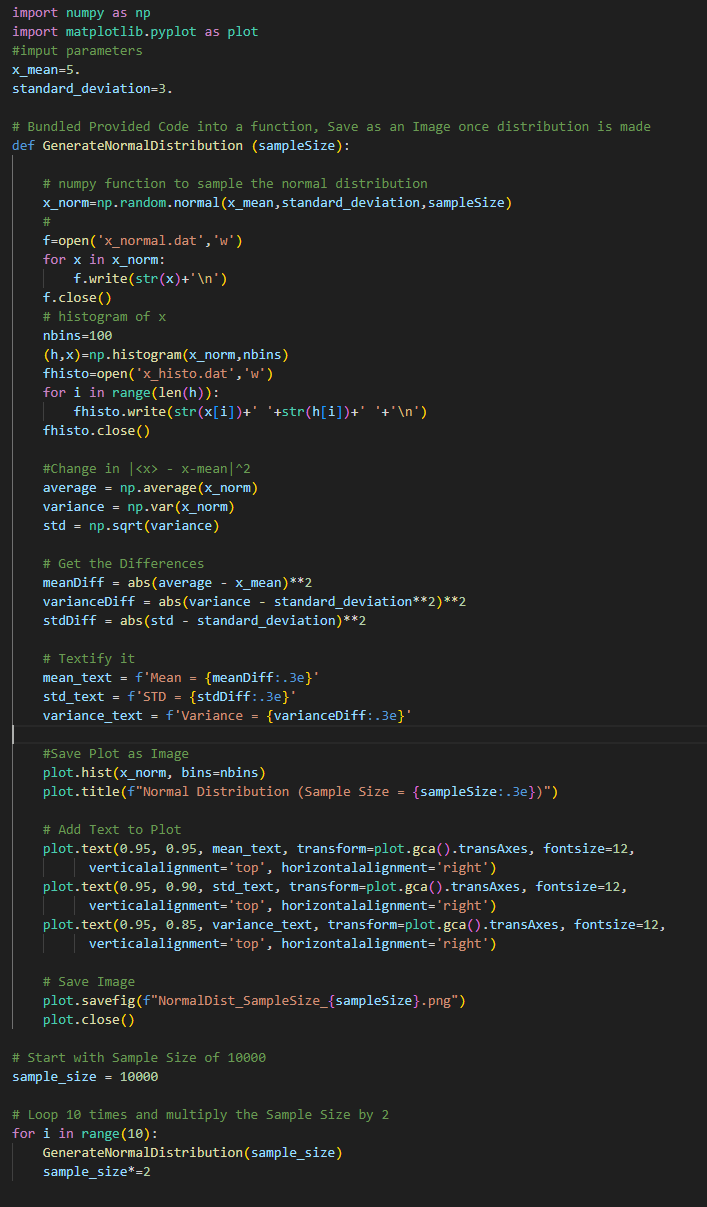 import numpy as np
import matplotlib.pyplot as plot
#imput parameters
x_mean=5.
standard_deviation=3.

# Bundled Provided Code into a function, Save as an Image once distribution is made
def GenerateNormalDistribution (sampleSize):

    # numpy function to sample the normal distribution
    x_norm=np.random.normal(x_mean,standard_deviation,sampleSize)
    #
    f=open('x_normal.dat','w')
    for x in x_norm:
        f.write(str(x)+'\n')
    f.close()
    # histogram of x
    nbins=100
    (h,x)=np.histogram(x_norm,nbins)
    fhisto=open('x_histo.dat','w')
    for i in range(len(h)):
        fhisto.write(str(x[i])+' '+str(h[i])+' '+'\n')
    fhisto.close()

    #Change in |<x> - x-mean|^2
    average = np.average(x_norm)
    variance = np.var(x_norm)
    std = np.sqrt(variance)

    # Get the Differences
    meanDiff = abs(average - x_mean)**2
    varianceDiff = abs(variance - standard_deviation**2)**2
    stdDiff = abs(std - standard_deviation)**2

    # Textify it
    mean_text = f'Mean = {meanDiff:.3e}'
    std_text = f'STD = {stdDiff:.3e}'
    variance_text = f'Variance = {varianceDiff:.3e}'

    #Save Plot as Image
    plot.hist(x_norm, bins=nbins)
    plot.title(f"Normal Distribution (Sample Size = {sampleSize:.3e})")

    # Add Text to Plot
    plot.text(0.95, 0.95, mean_text, transform=plot.gca().transAxes, fontsize=12,
          verticalalignment='top', horizontalalignment='right')
    plot.text(0.95, 0.90, std_text, transform=plot.gca().transAxes, fontsize=12,
          verticalalignment='top', horizontalalignment='right')
    plot.text(0.95, 0.85, variance_text, transform=plot.gca().transAxes, fontsize=12,
          verticalalignment='top', horizontalalignment='right')

    # Save Image
    plot.savefig(f"NormalDist_SampleSize_{sampleSize}.png")
    plot.close()

# Start with Sample Size of 10000
sample_size = 10000

# Loop 10 times and multiply the Sample Size by 2
for i in range(10):
    GenerateNormalDistribution(sample_size)
    sample_size*=2